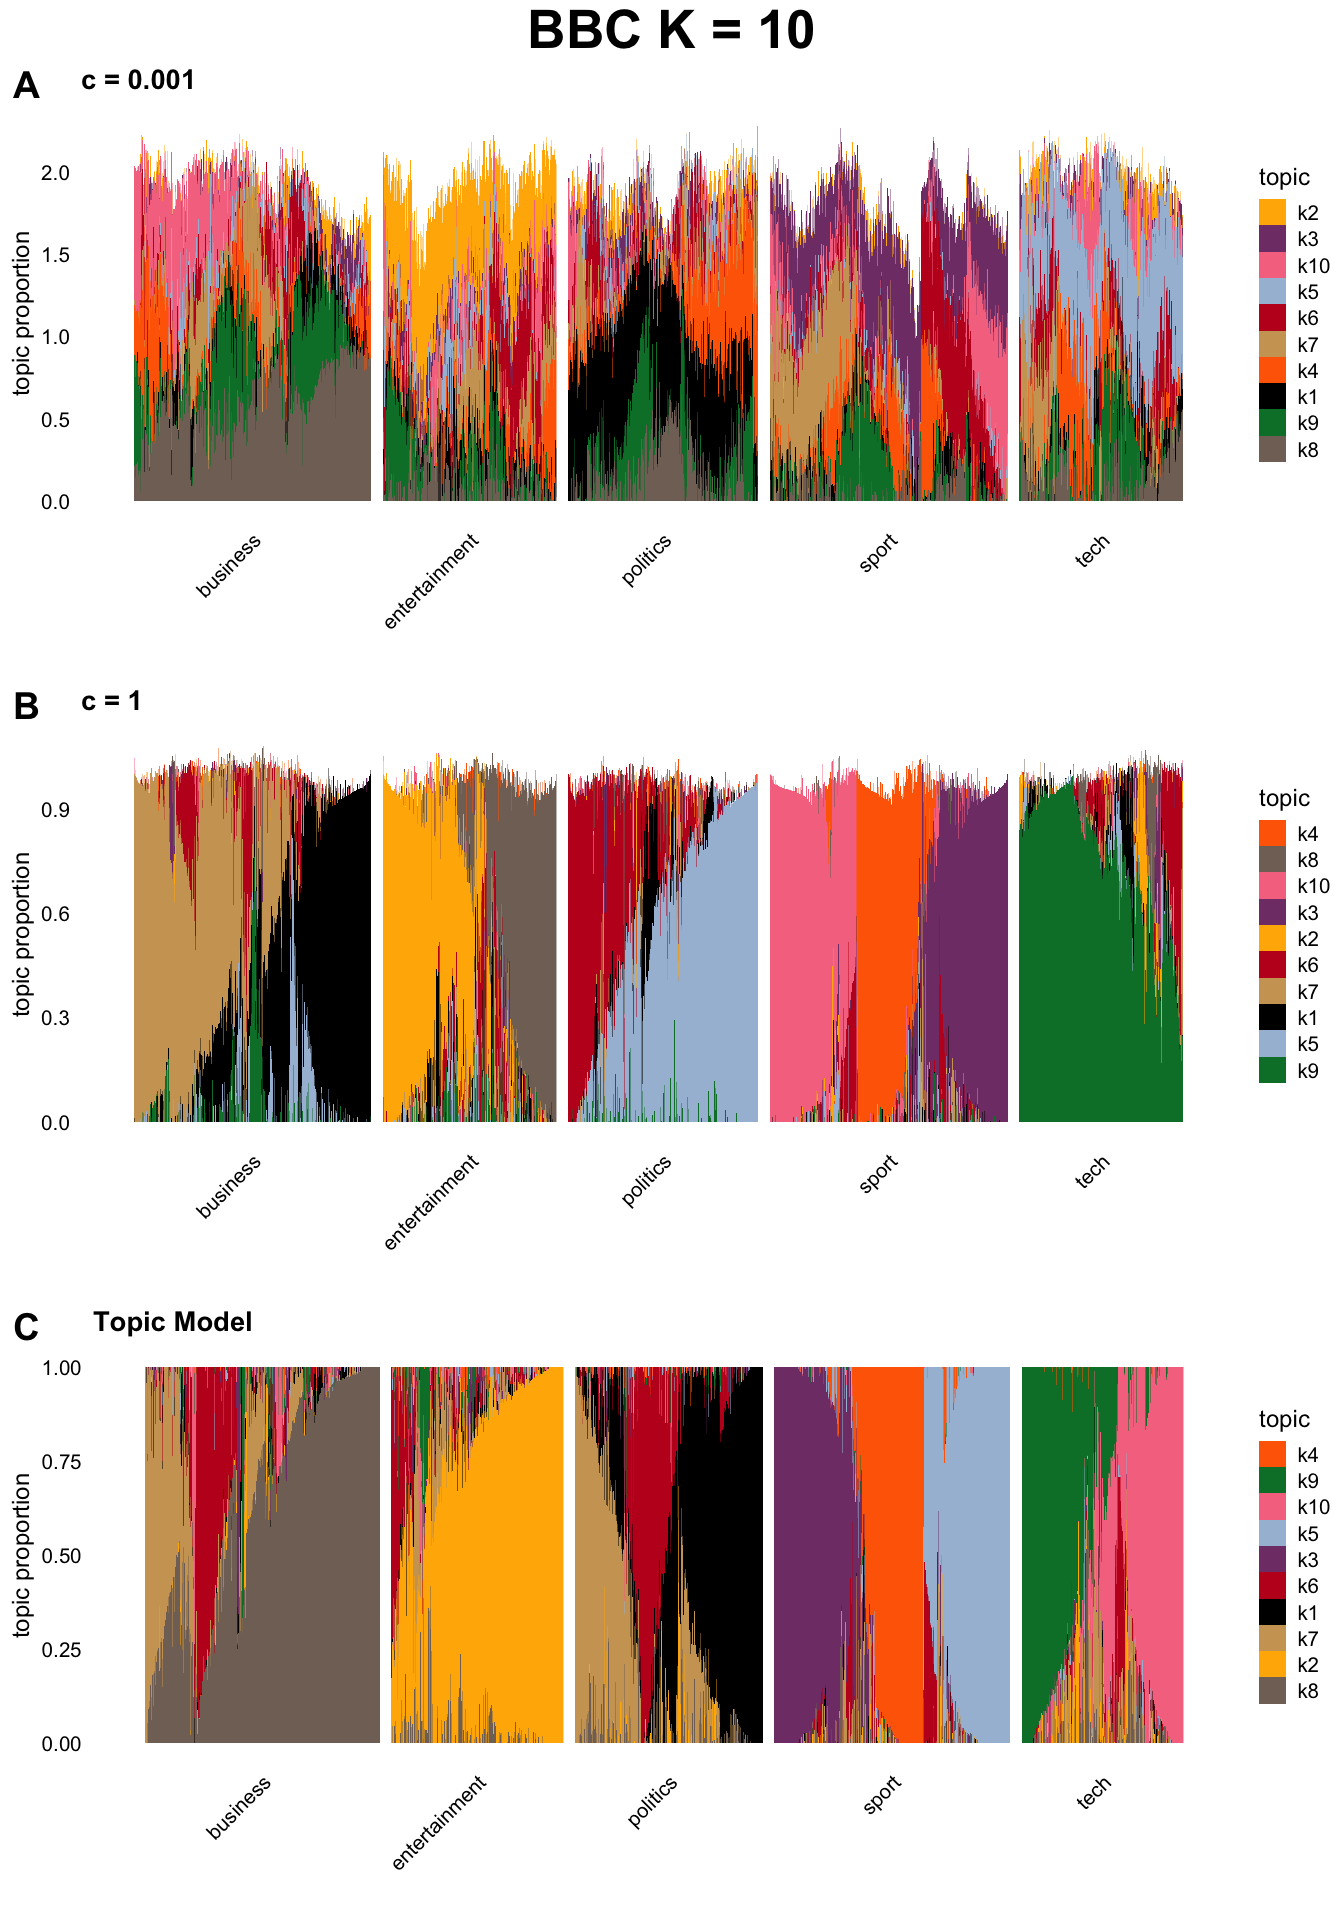 BBC K = 10
A
c = 0.001
topic proportion
2.0
1.5
1.0
0.5
0.0
business
entertainment
politics
sport
tech
topic
k2
k3
k10
k5
k6
k7
k4
k1
k9
k8
B
c = 1
topic proportion
0.9
0.6
0.3
0.0
business
entertainment
politics
sport
tech
topic
k4
k8
k10
k3
k2
k6
k7
k1
k5
k9
C
Topic Model
topic proportion
1.00
0.75
0.50
0.25
0.00
business
entertainment
politics
sport
tech
topic
k4
k9
k10
k5
k3
k6
k1
k7
k2
k8